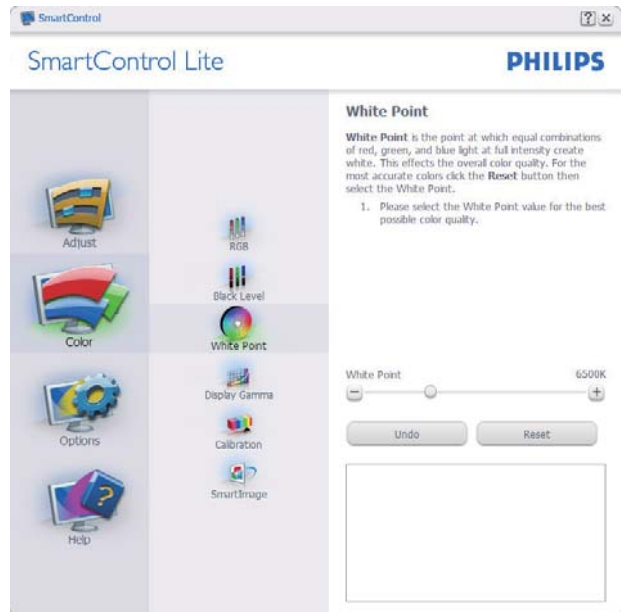 SmartControl
SmartControl Lite
PHILIPS
Adjust
Color
Options
Help
RGB
Black Level
White Point
Display Gamma
Calibration
SmartImage
White Point
White Point is the point at which equal combinations
of red, green, and blue light at full intensity create
white. This effects the overall color quality. For the
most accurate colors click the Reset button then
select the White Point.
1. Please select the White Point value for the best
possible color quality.
White Point 6500K
Undo Reset